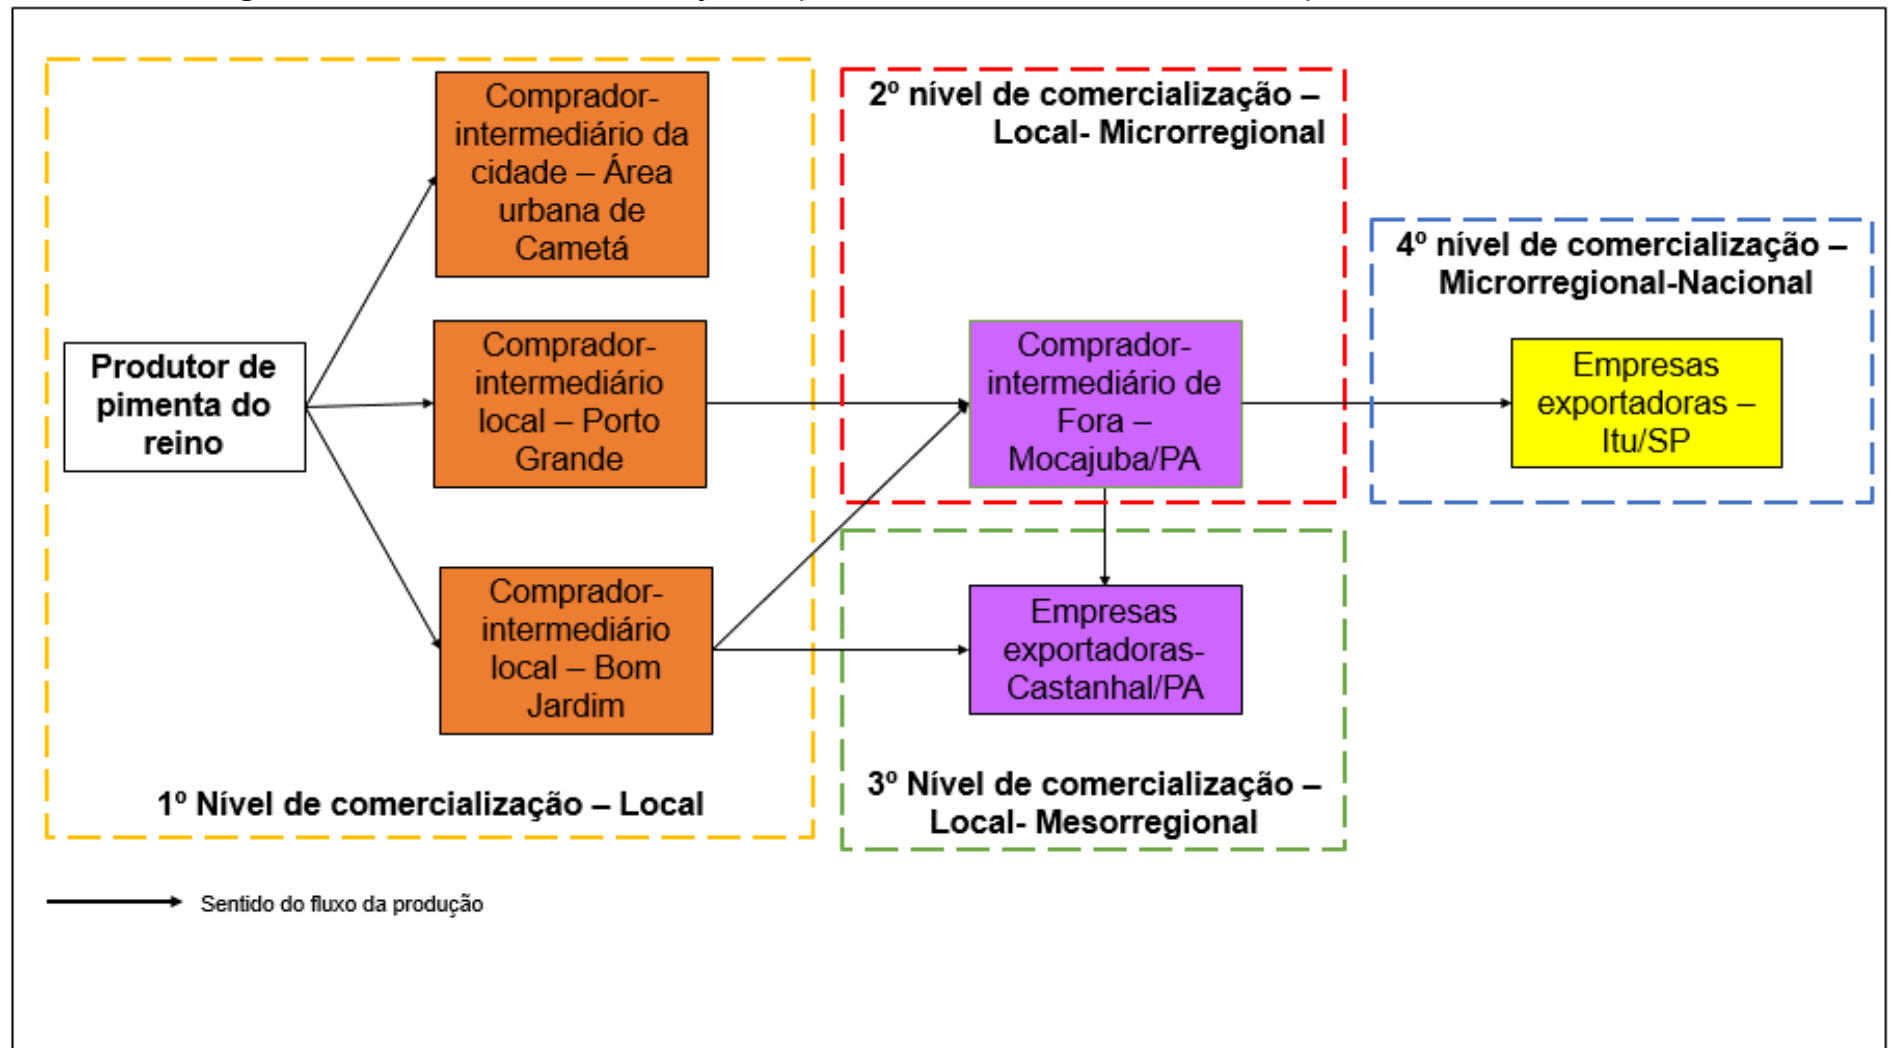 Comprador-
intermediário da
cidade – Área
urbana de
Cametá
2º nível de comercialização –
Local- Microrregional
4º nível de comercialização –
Microrregional-Nacional
Produtor de
pimenta do
reino
Comprador-
intermediário
local – Porto
Grande
Comprador-
intermediário de
Fora –
Mocajuba/PA
Empresas
exportadoras –
Itu/SP
Comprador-
intermediário
local – Bom
Jardim
Empresas
exportadoras-
Castanhal/PA
1º Nível de comercialização – Local
3º Nível de comercialização –
Local- Mesorregional
Sentido do fluxo da produção